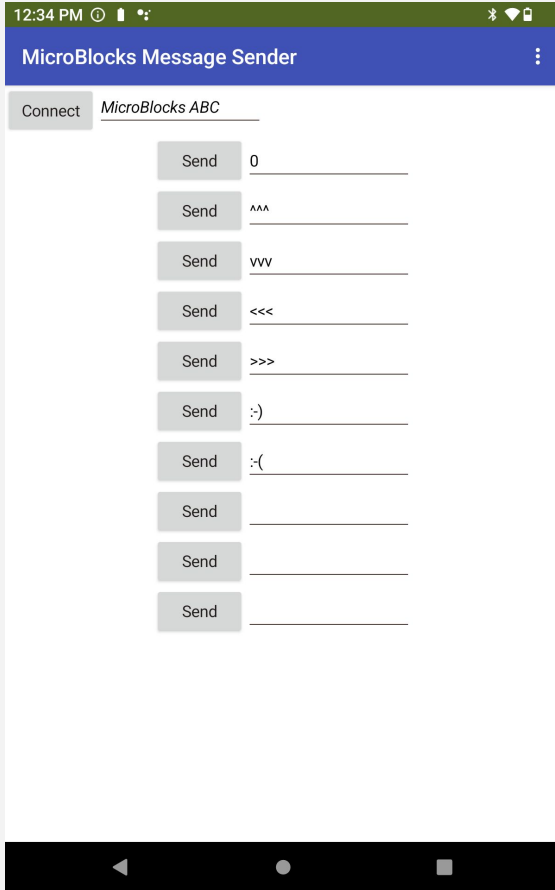 12:34 PM
MicroBlocks Message Sender
Connect MicroBlocks ABC
Send 0
Send ^^^
Send vvv
Send <<<
Send >>>
Send :-)
Send :-(
Send
Send
Send